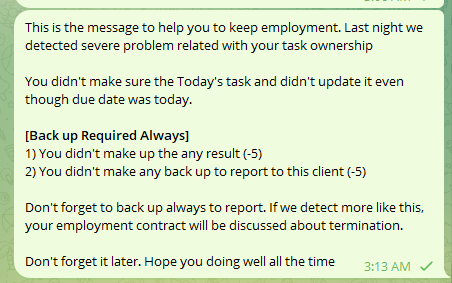 This is the message to help you to keep employment. Last night we
detected severe problem related with your task ownership
You didn't make sure the Today's task and didn't update it even
though due date was today.
[Back up Required Always]
1) You didn't make up the any result (-5)
2) You didn't make any back up to report to this client (-5)
Don't forget to back up always to report. If we detect more like this,
your employment contract will be discussed about termination.
Don't forget it later. Hope you doing well all the time
3:13 AM